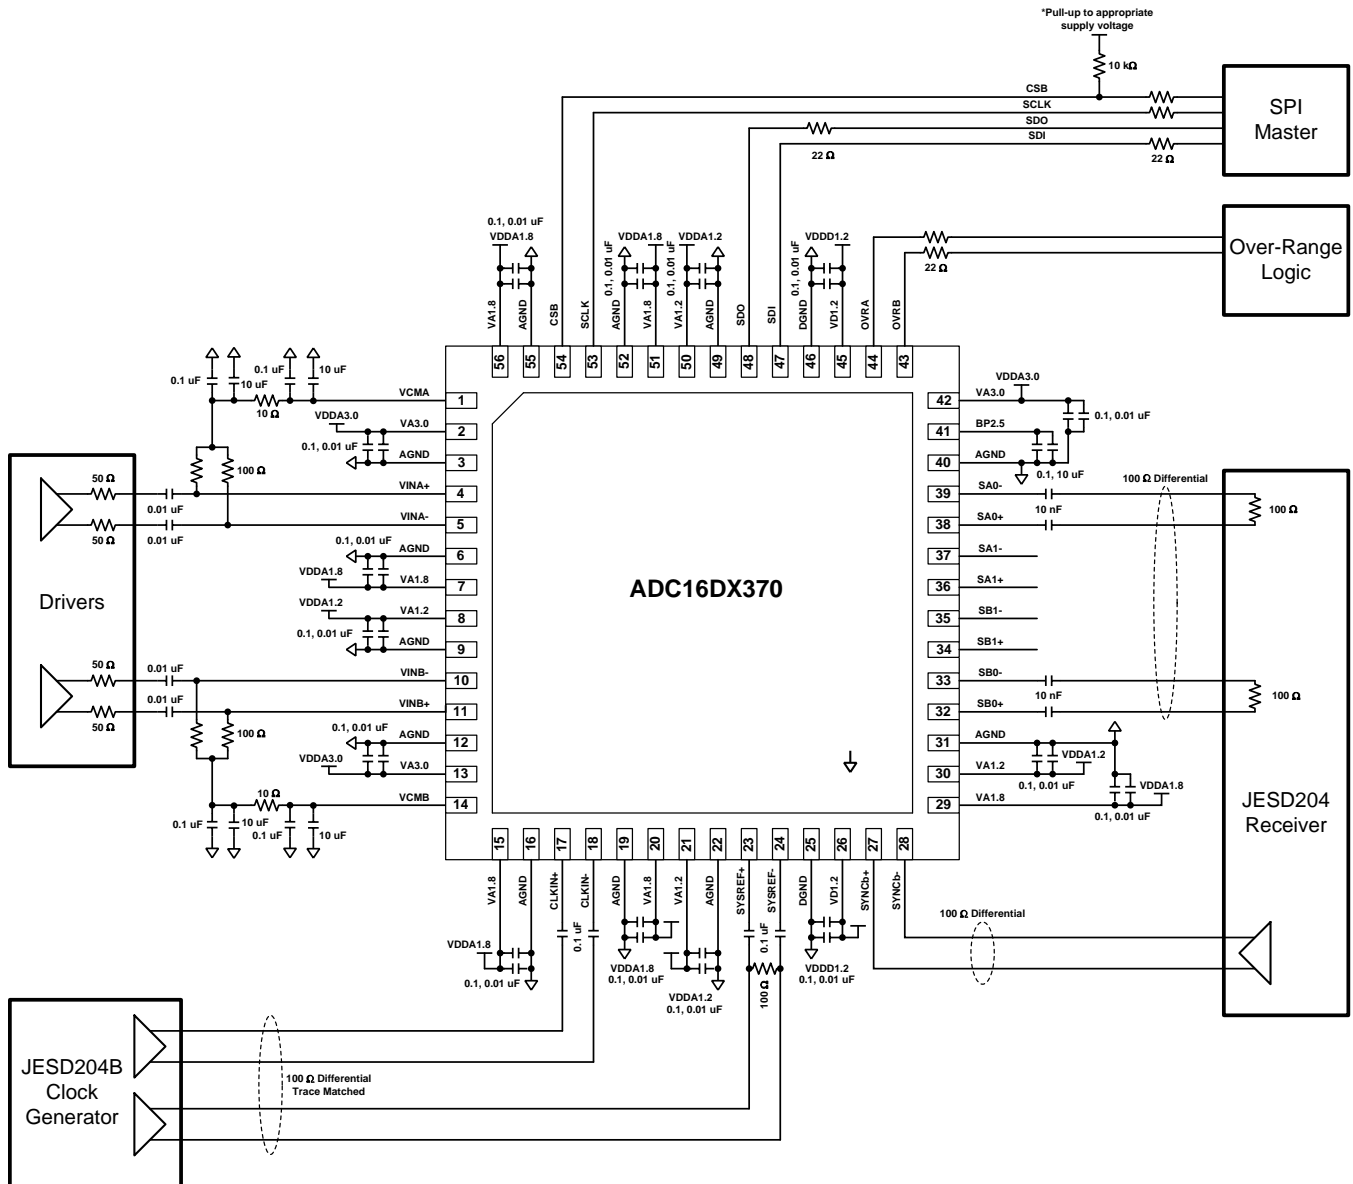 *Pull-up to appropriate
supply voltage
10 kΩ
CSB
SCLK
SDO
SDI
22 Ω
22 Ω
SPI
Master
Over-Range
Logic
22 Ω
0.1, 0.01 uF
VDDA1.8
VA1.8
AGND
CSB
SCLK
0.1, 0.01 uF
AGND
VDDA1.8
VA1.8
0.1, 0.01 uF
VDDA1.2
VA1.2
AGND
SDO
SDI
0.1, 0.01 uF
DGND
VDDD1.2
VD1.2
OVRA
OVRB
56
55
54
53
52
51
50
49
48
47
46
45
44
43
0.1 uF
10 uF
0.1 uF
10 uF
10 Ω
VCMA
1
VDDA3.0
VA3.0
2
0.1, 0.01 uF
AGND
3
100 Ω
Drivers
50 Ω
0.01 uF
VINA+
4
50 Ω
0.01 uF
VINA-
5
0.1, 0.01 uF
AGND
6
VDDA1.8
VA1.8
7
VDDA1.2
VA1.2
8
0.1, 0.01 uF
AGND
9
50 Ω
0.01 uF
VINB-
10
50 Ω
0.01 uF
VINB+
11
100 Ω
0.1, 0.01 uF
AGND
12
VDDA3.0
VA3.0
13
10 Ω
VCMB
14
0.1 uF
10 uF
0.1 uF
10 uF
ADC16DX370
VDDA3.0
42
VA3.0
0.1, 0.01 uF
41
BP2.5
40
AGND
0.1, 10 uF
100 Ω Differential
39
SA0-
10 nF
38
SA0+
100 Ω
37
SA1-
36
SA1+
35
SB1-
34
SB1+
33
SB0-
10 nF
32
SB0+
100 Ω
31
AGND
VDDA1.2
30
VA1.2
0.1, 0.01 uF
VDDA1.8
29
VA1.8
0.1, 0.01 uF
JESD204
Receiver
15
16
17
18
19
20
21
22
23
24
25
26
27
28
VA1.8
AGND
CLKIN+
CLKIN-
AGND
VA1.8
VA1.2
AGND
SYSREF+
SYSREF-
DGND
VD1.2
SYNCb+
SYNCb-
0.1 uF
0.1 uF
VDDA1.8
0.1, 0.01 uF
VDDA1.8
0.1, 0.01 uF
VDDA1.2
0.1, 0.01 uF
100 Ω
VDDD1.2
0.1, 0.01 uF
100 Ω Differential
JESD204B
Clock
Generator
100 Ω Differential
Trace Matched